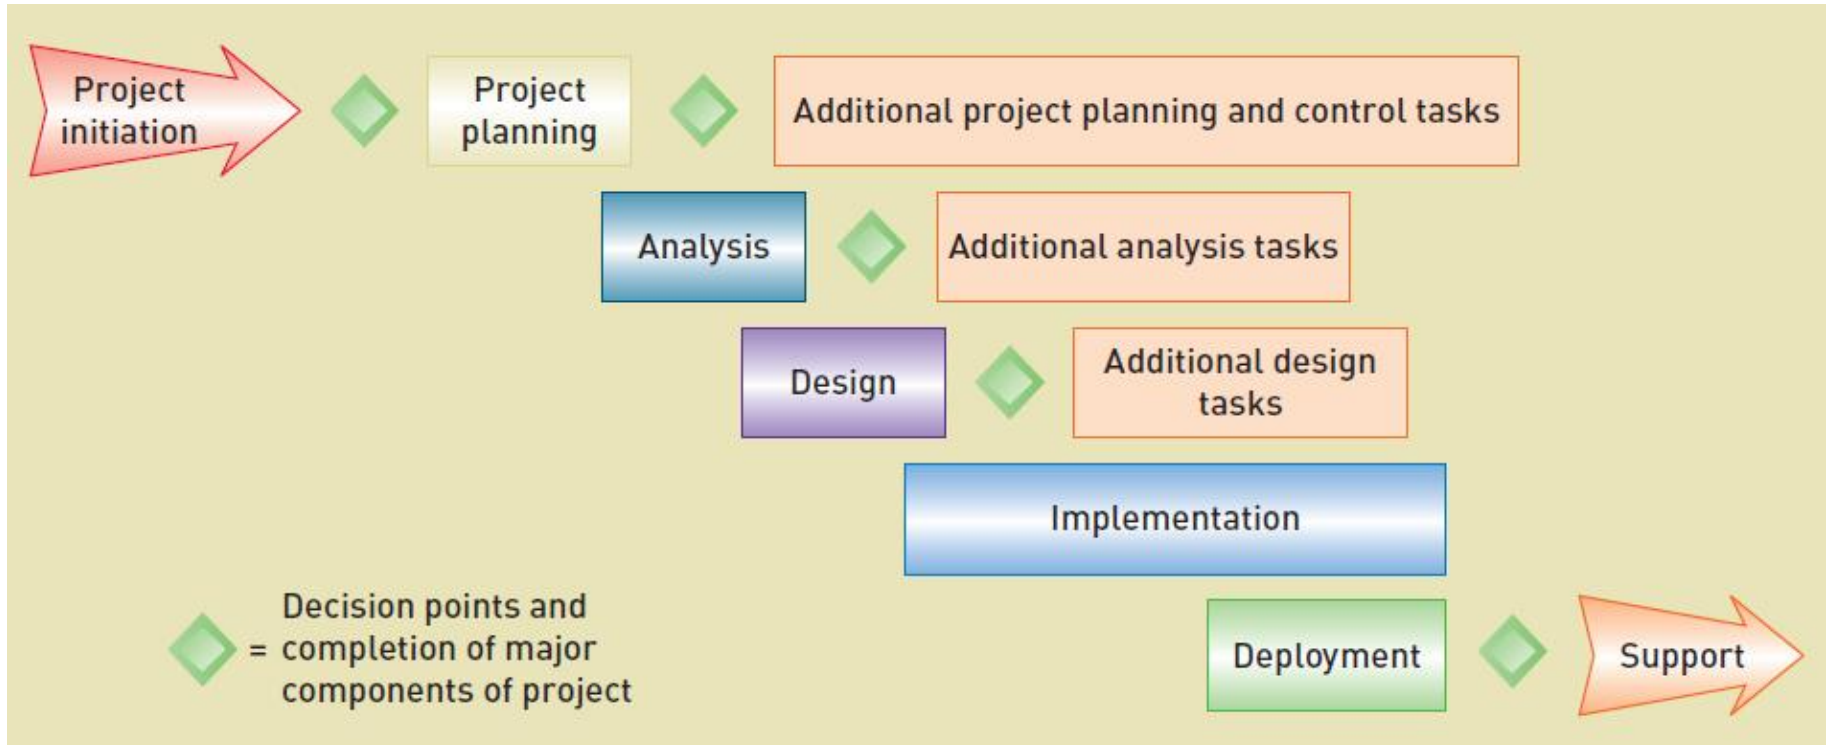 Project
initiation
Project
planning
Additional project planning and control tasks
Analysis
Additional analysis tasks
Design
Additional design
tasks
Implementation
Decision points and
= completion of major
components of project
Deployment
Support